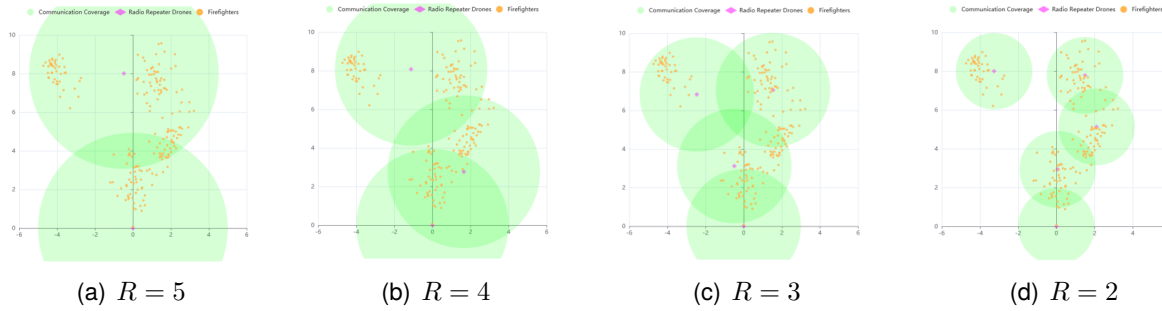 Communication Coverage Radio Repeater Drones Firefighters
10
8
6
4
2
0
-6 -4 -2 0 2 4 6
(a) R = 5
Communication Coverage Radio Repeater Drones Firefighters
10
8
6
4
2
0
-6 -4 -2 0 2 4 6
(b) R = 4
Communication Coverage Radio Repeater Drones Firefighters
10
8
6
4
2
0
-6 -4 -2 0 2 4 6
(c) R = 3
Communication Coverage Radio Repeater Drones Firefighters
10
8
6
4
2
0
-6 -4 -2 0 2 4
(d) R = 2